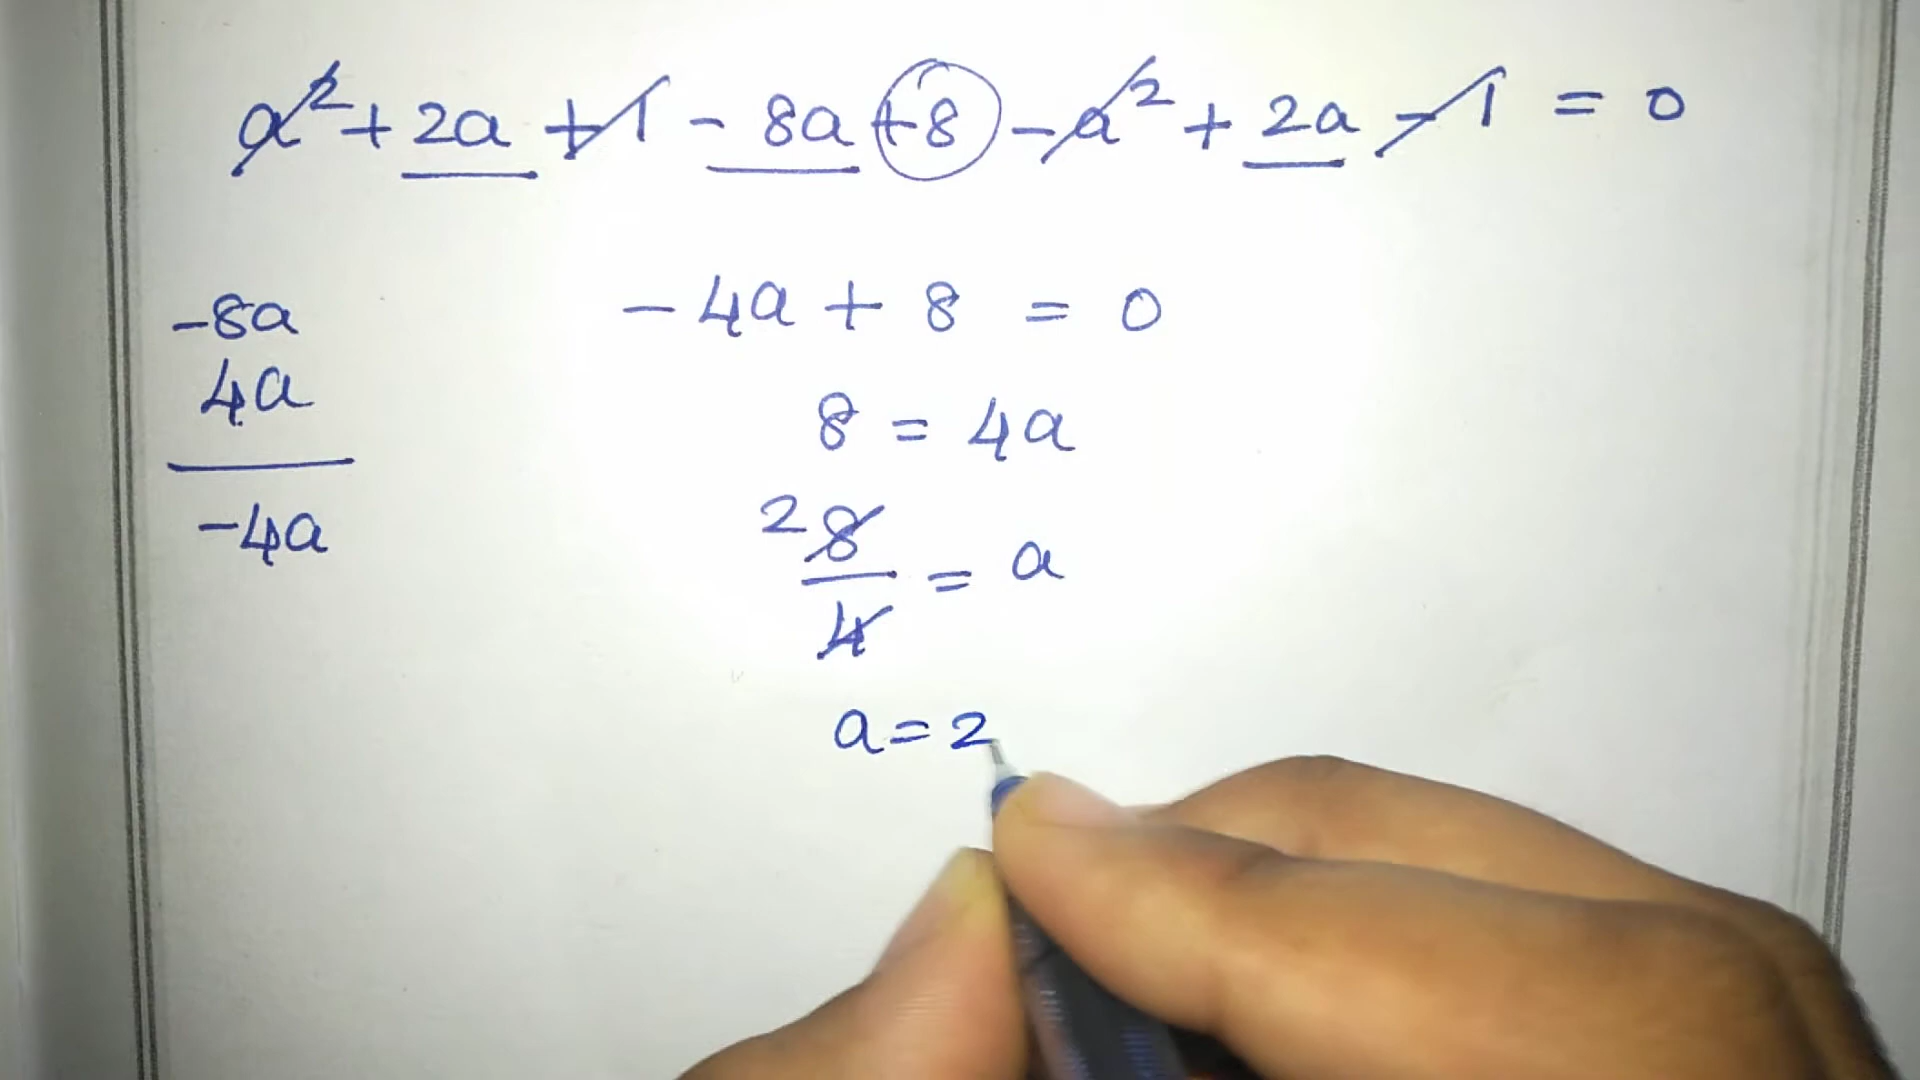 a² + 2a + 1 - 8a + 8 - a² + 2a - 1 = 0
-8a
4a
-4a
- 4a + 8 = 0
8 = 4a
2 8/4 = a
a = 2